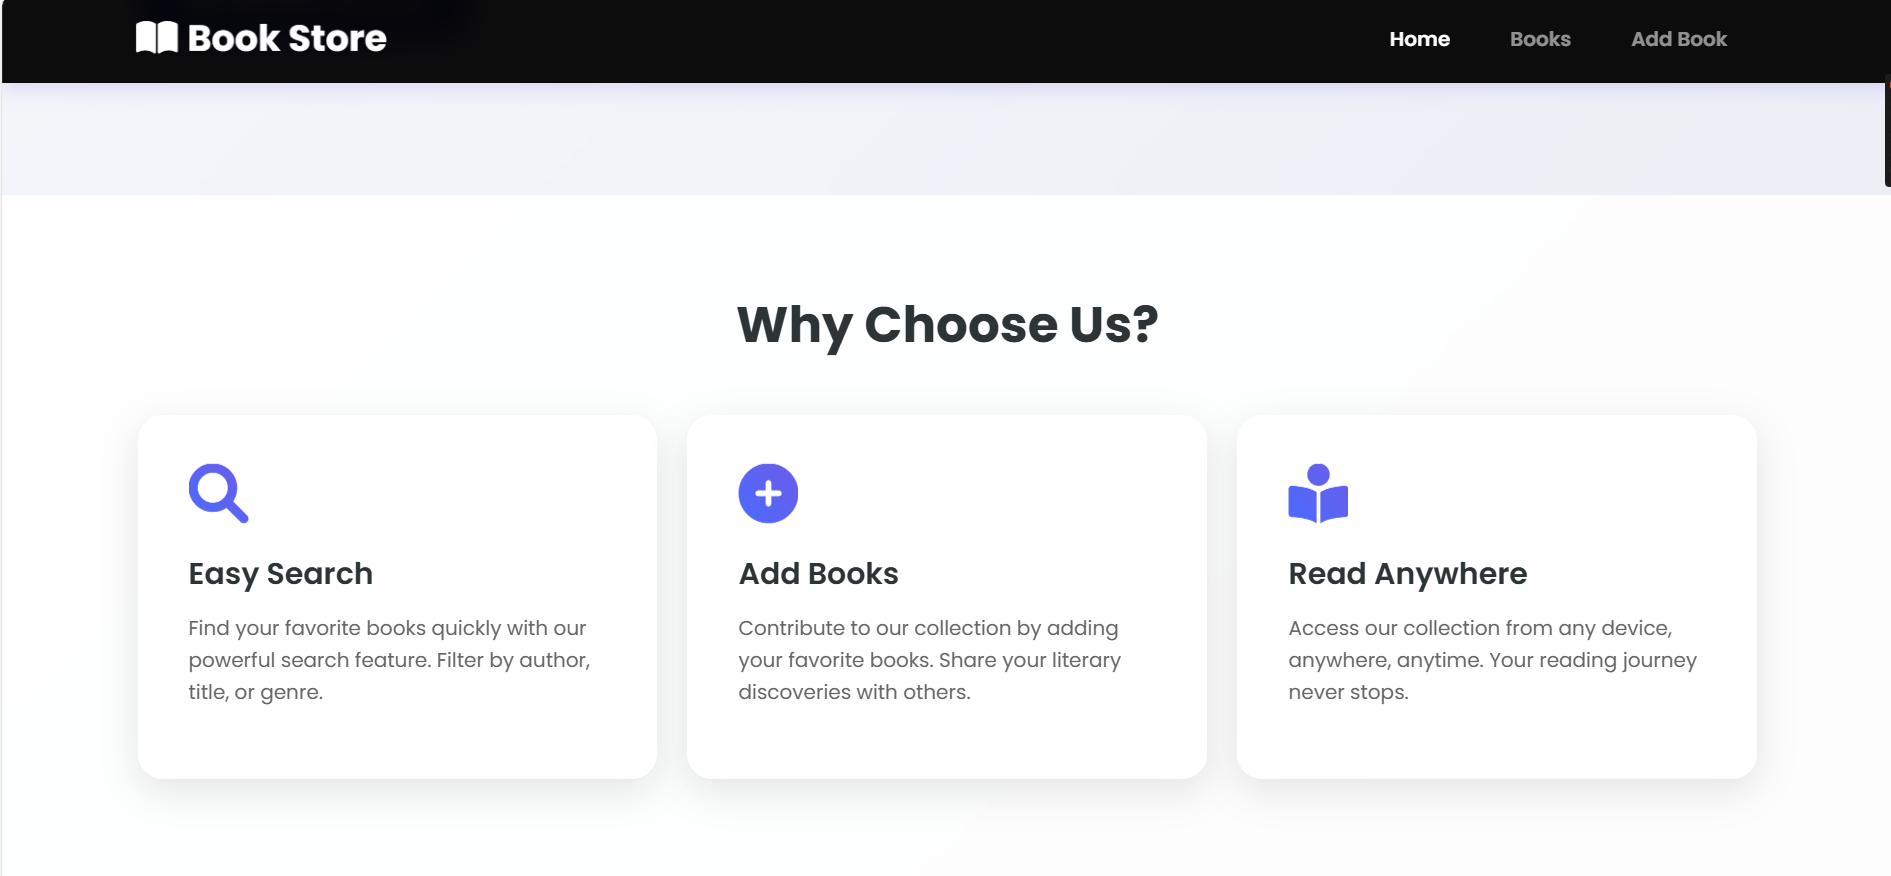 Book Store
Home
Books
Add Book
Why Choose Us?
Easy Search
Find your favorite books quickly with our
powerful search feature. Filter by author,
title, or genre.
Add Books
Contribute to our collection by adding
your favorite books. Share your literary
discoveries with others.
Read Anywhere
Access our collection from any device,
anywhere, anytime. Your reading journey
never stops.